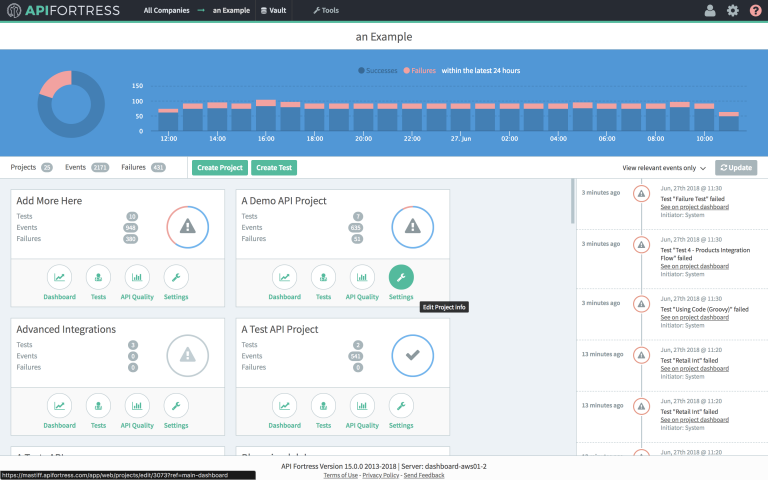 APIFORTRESS
All Companies → an Example
Vault
Tools
an Example
Successes Failures within the latest 24 hours
150
100
50
0
12:00 14:00 16:00 18:00 20:00 22:00 27. Jun 02:00 04:00 06:00 08:00 10:00
Projects 25 Events 2171 Failures 431
Create Project
Create Test
View relevant events only
Update
Add More Here
Tests 10
Events 948
Failures 380
Dashboard Tests API Quality Settings
A Demo API Project
Tests 7
Events 635
Failures 51
Dashboard Tests API Quality Settings
Edit Project Info
Advanced Integrations
Tests 3
Events 0
Failures 0
Dashboard Tests API Quality Settings
A Test API Project
Tests 2
Events 541
Failures 0
Dashboard Tests API Quality Settings
3 minutes ago
Jun, 27th 2018 @ 11:30
Test "Failure Test" failed
See on project dashboard
Initiator: System
3 minutes ago
Jun, 27th 2018 @ 11:30
Test "Test 4 - Products Integration
Flow" failed
See on project dashboard
Initiator: System
3 minutes ago
Jun, 27th 2018 @ 11:30
Test "Using Code (Groovy)" failed
See on project dashboard
Initiator: System
13 minutes ago
Jun, 27th 2018 @ 11:20
Test "Retail Int" failed
See on project dashboard
Initiator: System
13 minutes ago
Jun, 27th 2018 @ 11:20
Test "Retail Int" failed
See on project dashboard
Initiator: System
API Fortress Version 15.0.0 2013-2018 | Server: dashboard-aws01-2
Terms of Use - Privacy Policy - Send Feedback
https://mastiff.apifortress.com/app/web/projects/edit/3073?ref=main-dashboard